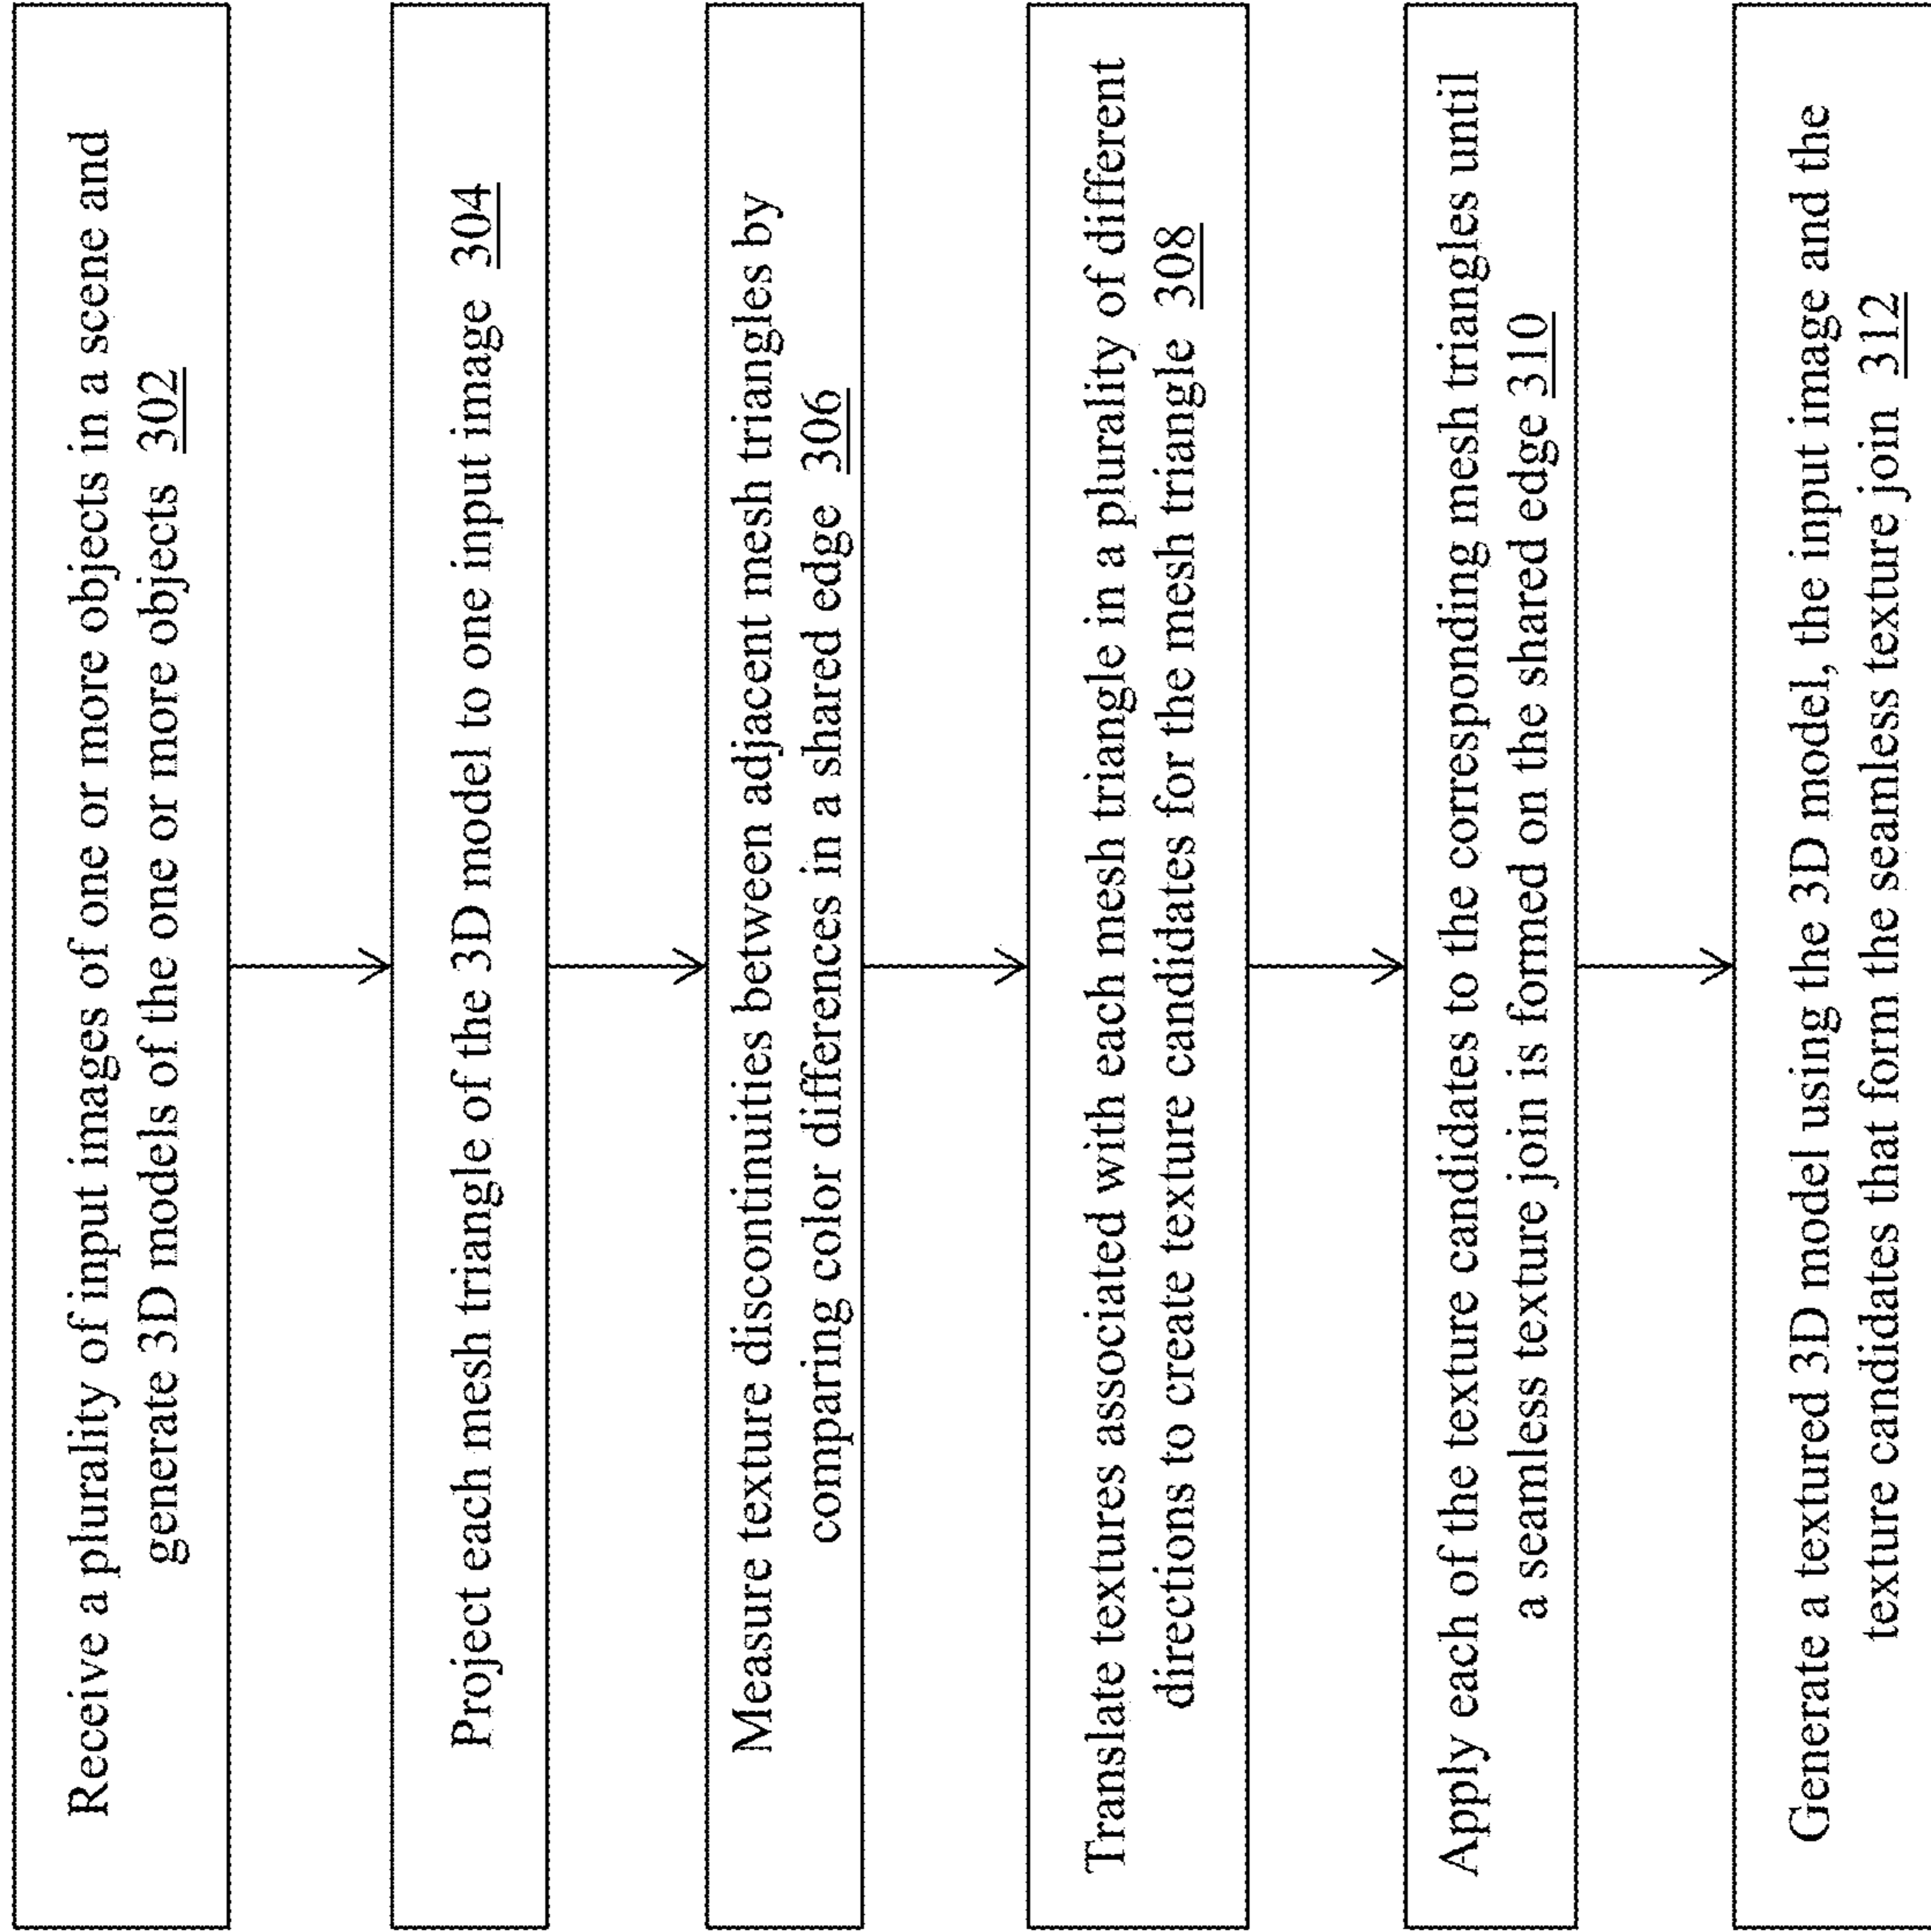 Receive a plurality of input images of one or more objects in a scene and
generate 3D models of the one or more objects 302
Project each mesh triangle of the 3D model to one input image 304
Measure texture discontinuities between adjacent mesh triangles by
comparing color differences in a shared edge 306
Translate textures associated with each mesh triangle in a plurality of different
directions to create texture candidates for the mesh triangle 308
Apply each of the texture candidates to the corresponding mesh triangles until
a seamless texture join is formed on the shared edge 310
Generate a textured 3D model using the 3D model, the input image and the
texture candidates that form the seamless texture join 312